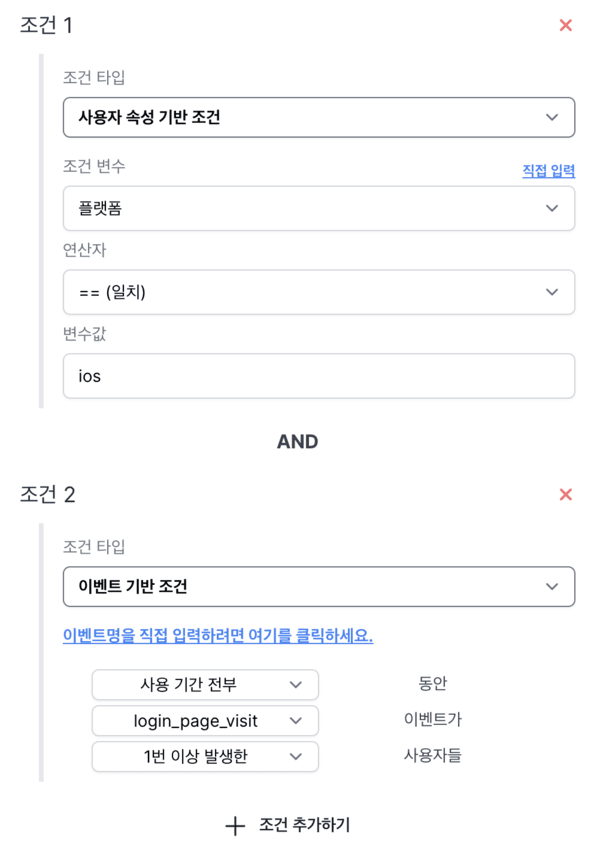 조건 1
조건 타입
사용자 속성 기반 조건
조건 변수 직접 입력
플랫폼
연산자
== (일치)
변수값
ios
AND
조건 2
조건 타입
이벤트 기반 조건
이벤트명을 직접 입력하려면 여기를 클릭하세요.
사용 기간 전부 동안
login_page_visit 이벤트가
1번 이상 발생한 사용자들
조건 추가하기